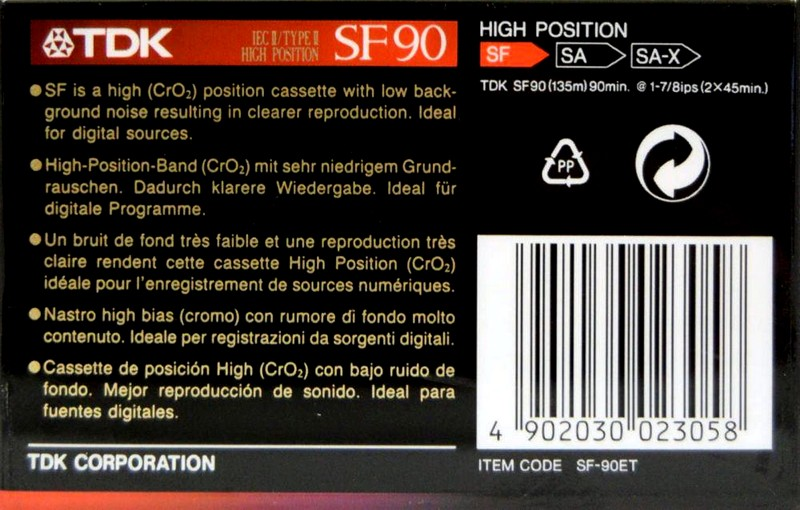 TDK IEC II/TYPE II HIGH POSITION SF90
● SF is a high (CrO₂) position cassette with low back-
ground noise resulting in clearer reproduction. Ideal
for digital sources.
● High-Position-Band (CrO₂) mit sehr niedrigem Grund-
rauschen. Dadurch klarere Wiedergabe. Ideal für
digitale Programme.
● Un bruit de fond très faible et une reproduction très
claire rendent cette cassette High Position (CrO₂)
idéale pour l'enregistrement de sources numériques.
● Nastro high bias (cromo) con rumore di fondo molto
contenuto. Ideale per registrazioni da sorgenti digitali.
● Cassette de posición High (CrO₂) con bajo ruido de
fondo. Mejor reproducción de sonido. Ideal para
fuentes digitales.
TDK CORPORATION
HIGH POSITION
SF SA SA-X
TDK SF90(135m)90min. @ 1-7/8ips(2×45min.)
PP
4 902030 023058
ITEM CODE SF-90ET